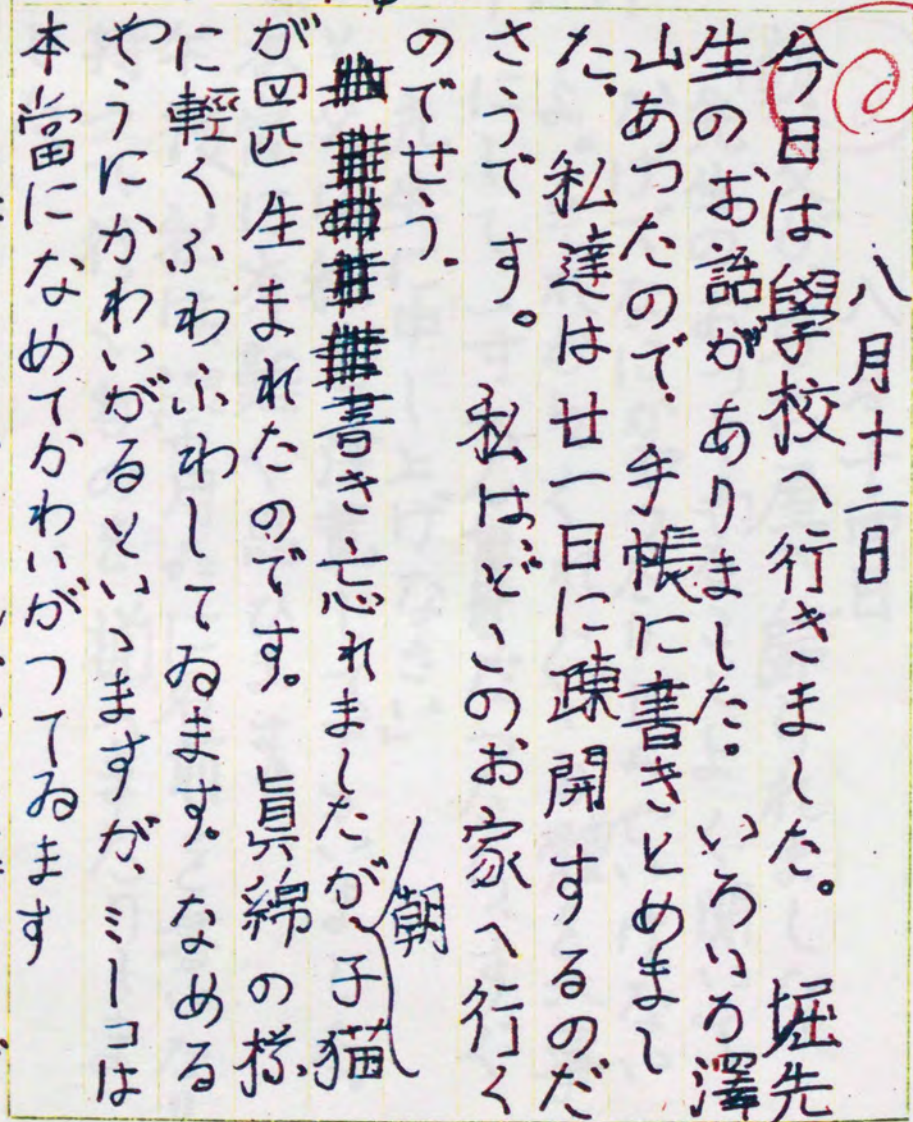 八月十二日
今日は學校へ行きました。堀先
生のお話がありました。いろいろ澤
山あつたので、手帳に書きとめまし
た。私達は廿一日に疎開するのだ
さうです。私はどこのお家へ行く
のでせう。
書き忘れましたが、朝子猫
が四匹生まれたのです。眞綿の様
に輕くふわふわしてゐます。なめる
やうにかわいがるといゝますが、ミーコは
本當になめてかわいがつてゐます